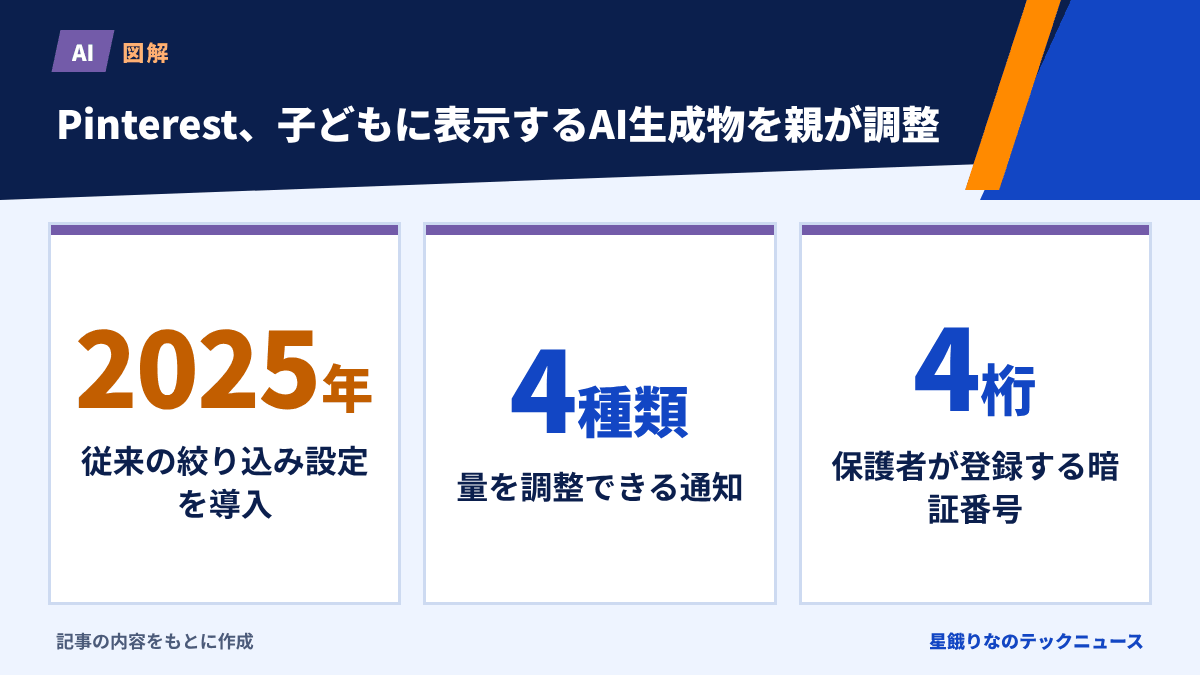 AI 図解
Pinterest、子どもに表示するAI生成物を親が調整
2025年
従来の絞り込み設定
を導入
4種類
量を調整できる通知
4桁
保護者が登録する暗
証番号
記事の内容をもとに作成
星餓りなのテックニュース